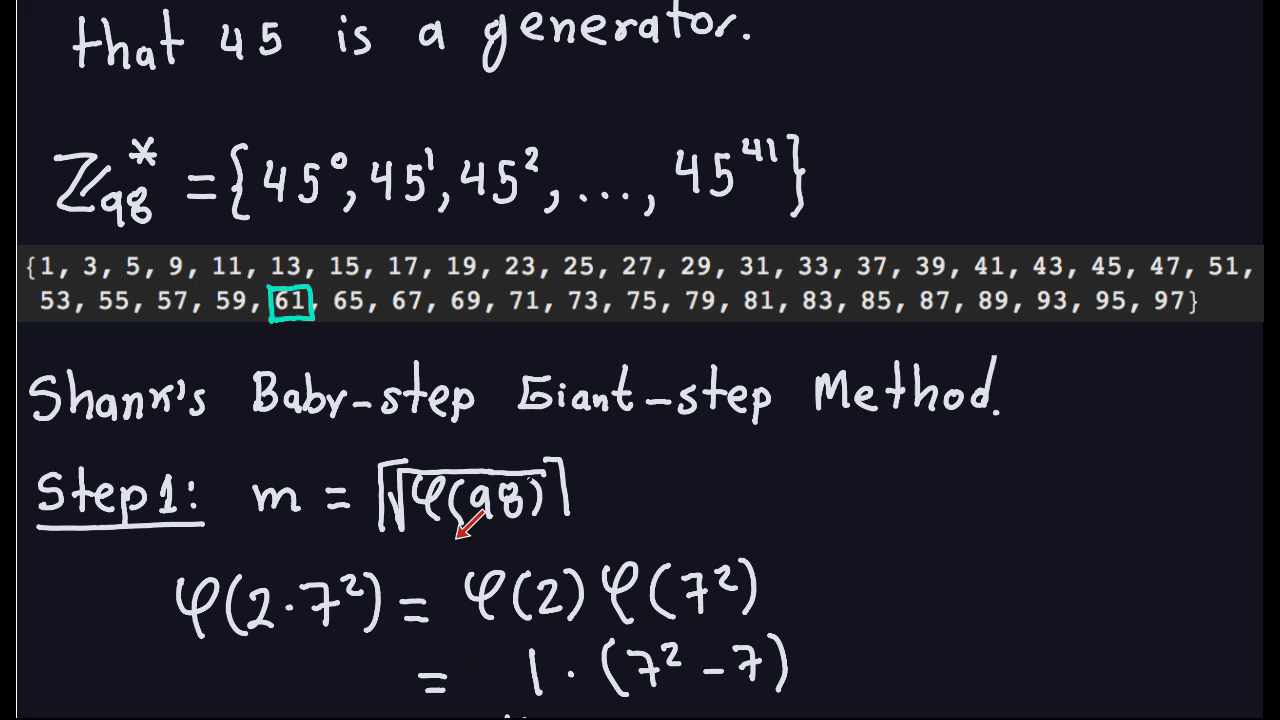 that 45 is a generator.
ℤ*₉₈ = {45⁰, 45¹, 45², ..., 45⁴¹}
{1, 3, 5, 9, 11, 13, 15, 17, 19, 23, 25, 27, 29, 31, 33, 37, 39, 41, 43, 45, 47, 51,
53, 55, 57, 59, 61, 65, 67, 69, 71, 73, 75, 79, 81, 83, 85, 87, 89, 93, 95, 97}
Shank's Baby-step Giant-step Method.
Step1: m = ⌈√φ(98)⌉
φ(2·7²) = φ(2)φ(7²)
= 1·(7²-7)